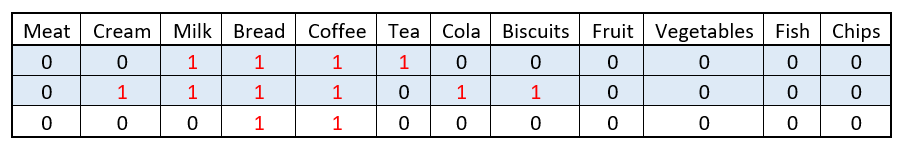 Meat Cream Milk Bread Coffee Tea Cola Biscuits Fruit Vegetables Fish Chips
0 0 1 1 1 1 0 0 0 0 0 0
0 1 1 1 1 0 1 1 0 0 0 0
0 0 0 1 1 0 0 0 0 0 0 0